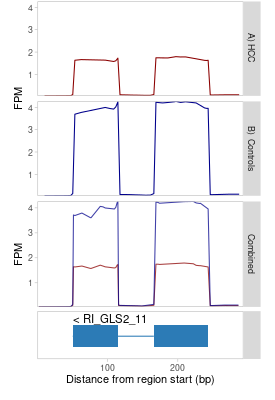 4
3
2
1
A) HCC
FPM
4
3
2
1
B) Controls
4
3
2
1
FPM
Combined
< RI_GLS2_11
100
200
Distance from region start (bp)